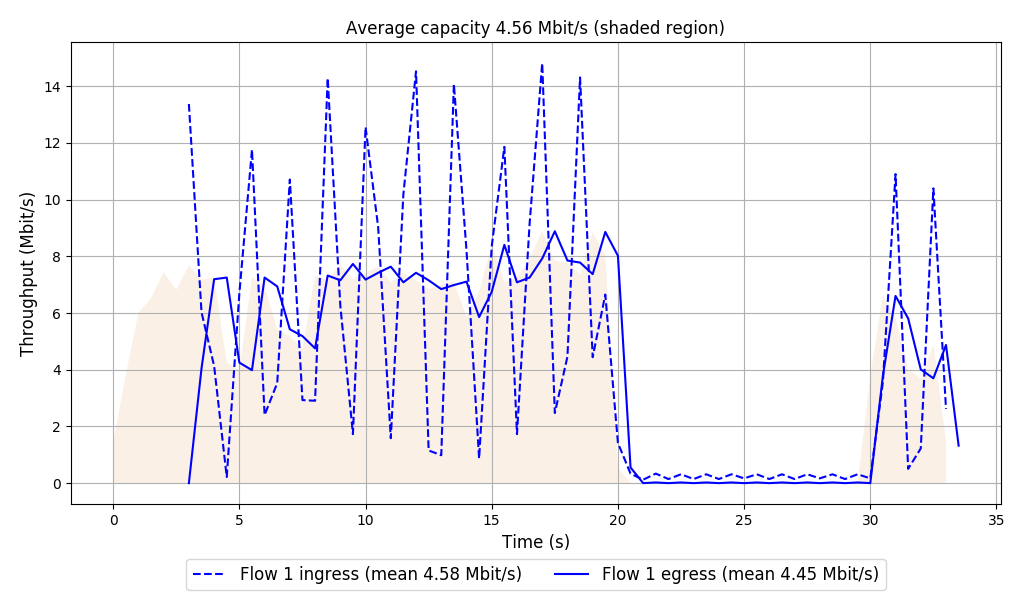 Average capacity 4.56 Mbit/s (shaded region)
Throughput (Mbit/s)
14
12
10
8
6
4
2
0
0 5 10 15 20 25 30 35
Time (s)
Flow 1 ingress (mean 4.58 Mbit/s) Flow 1 egress (mean 4.45 Mbit/s)